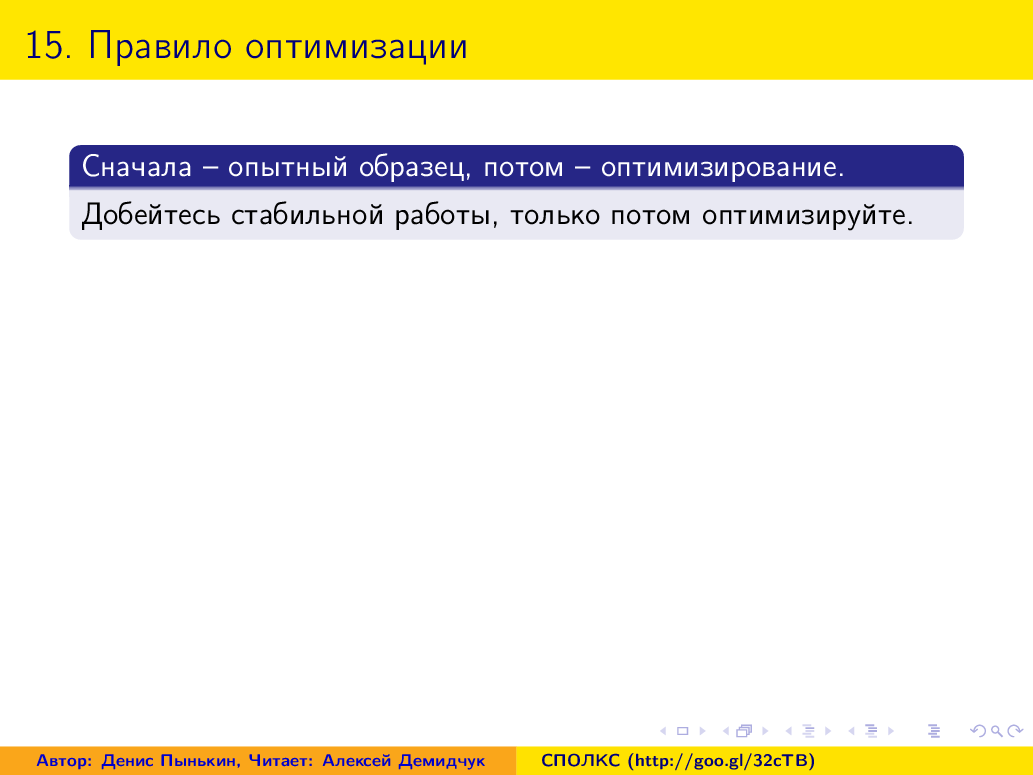 15. Правило оптимизации
Сначала – опытный образец, потом – оптимизирование.
Добейтесь стабильной работы, только потом оптимизируйте.
Автор: Денис Пынькин, Читает: Алексей Демидчук
СПОЛКС (http://goo.gl/32cTB)